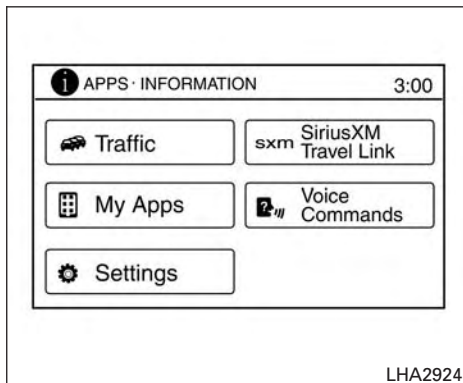 i APPS · INFORMATION 3:00
Traffic
sxm SiriusXM
Travel Link
My Apps
? Voice
Commands
Settings
LHA2924